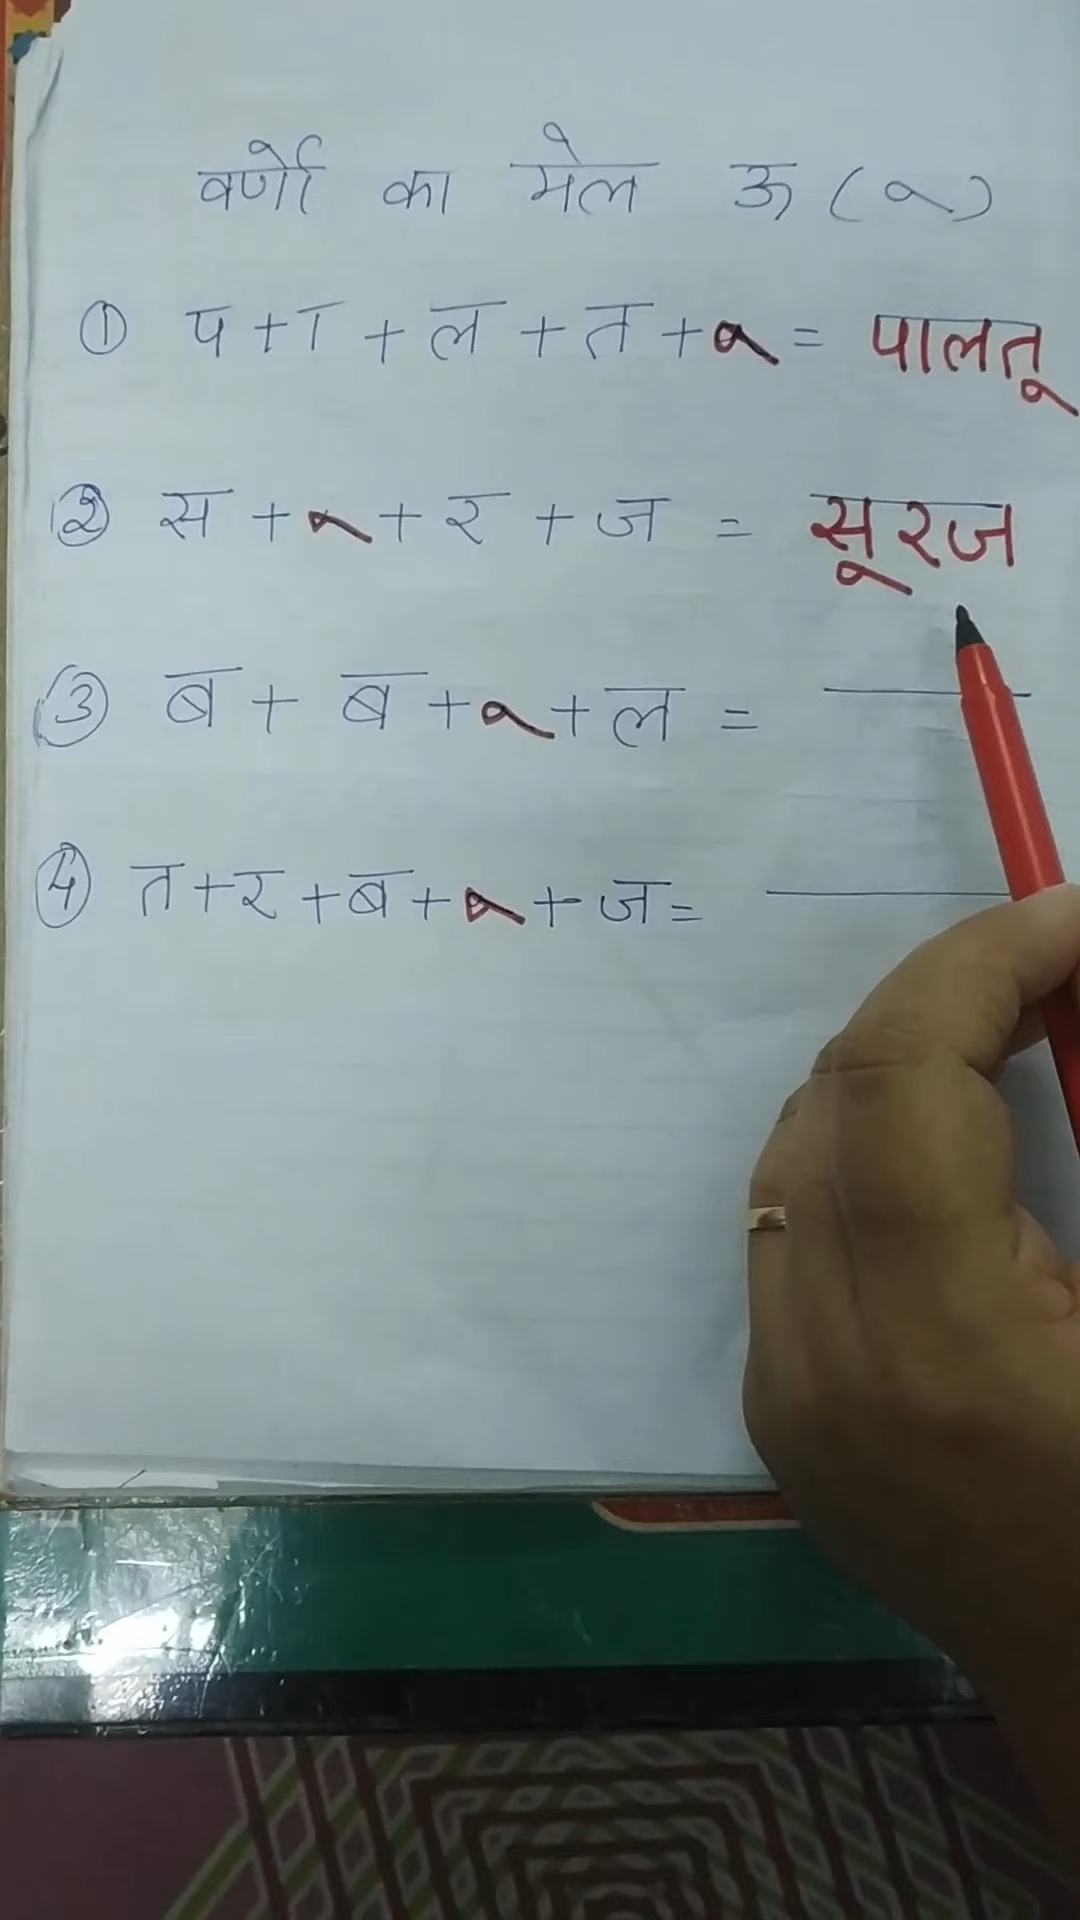 वर्णो का मेल ऊ ( ू )
① प + ा + ल + त + ू = पालतू
② स + ू + र + ज = सूरज
③ ब + ब + ू + ल =
④ त + र + ब + ू + ज =